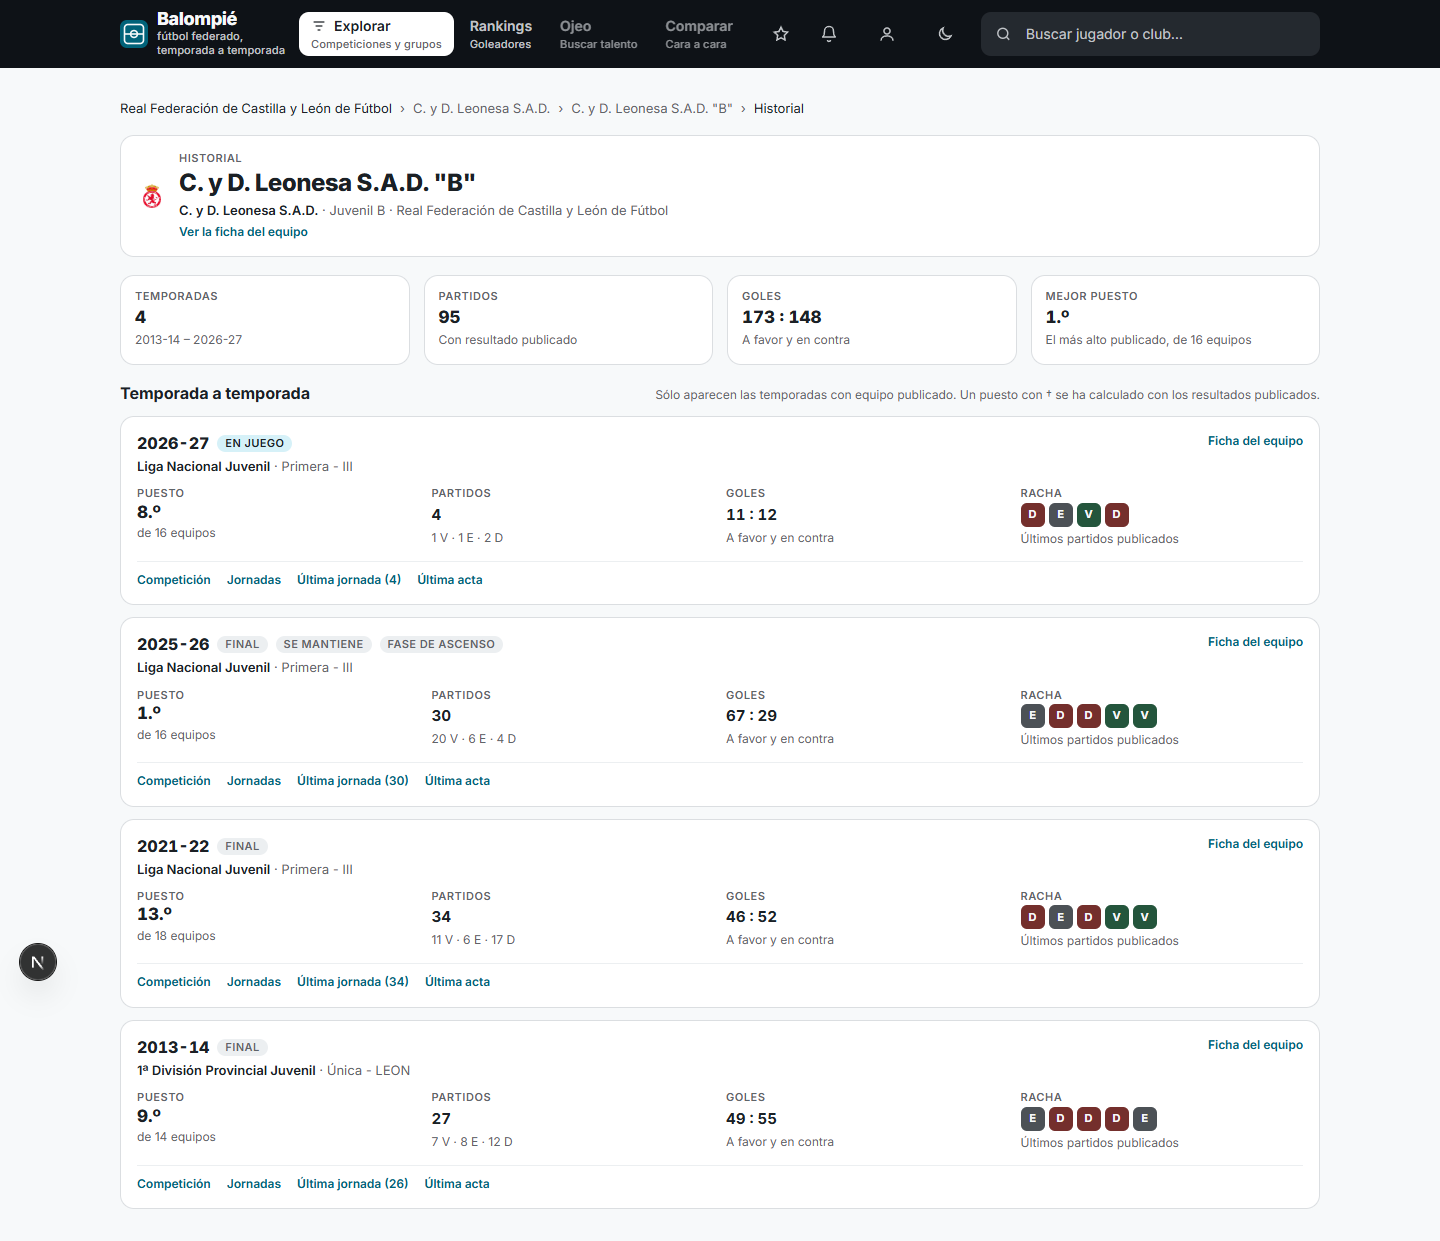 Balompié
fútbol federado,
temporada a temporada
Explorar
Competiciones y grupos
Rankings
Goleadores
Ojeo
Buscar talento
Comparar
Cara a cara
Buscar jugador o club...
Real Federación de Castilla y León de Fútbol › C. y D. Leonesa S.A.D. › C. y D. Leonesa S.A.D. "B" › Historial
HISTORIAL
C. y D. Leonesa S.A.D. "B"
C. y D. Leonesa S.A.D. · Juvenil B · Real Federación de Castilla y León de Fútbol
Ver la ficha del equipo
TEMPORADAS
4
2013-14 – 2026-27
PARTIDOS
95
Con resultado publicado
GOLES
173 : 148
A favor y en contra
MEJOR PUESTO
1.º
El más alto publicado, de 16 equipos
Temporada a temporada
Sólo aparecen las temporadas con equipo publicado. Un puesto con † se ha calculado con los resultados publicados.
2026-27 EN JUEGO
Ficha del equipo
Liga Nacional Juvenil · Primera - III
PUESTO
8.º
de 16 equipos
PARTIDOS
4
1 V · 1 E · 2 D
GOLES
11 : 12
A favor y en contra
RACHA
D E V D
Últimos partidos publicados
Competición Jornadas Última jornada (4) Última acta
2025-26 FINAL SE MANTIENE FASE DE ASCENSO
Ficha del equipo
Liga Nacional Juvenil · Primera - III
PUESTO
1.º
de 16 equipos
PARTIDOS
30
20 V · 6 E · 4 D
GOLES
67 : 29
A favor y en contra
RACHA
E D D V V
Últimos partidos publicados
Competición Jornadas Última jornada (30) Última acta
2021-22 FINAL
Ficha del equipo
Liga Nacional Juvenil · Primera - III
PUESTO
13.º
de 18 equipos
PARTIDOS
34
11 V · 6 E · 17 D
GOLES
46 : 52
A favor y en contra
RACHA
D E D V V
Últimos partidos publicados
Competición Jornadas Última jornada (34) Última acta
2013-14 FINAL
Ficha del equipo
1ª División Provincial Juvenil · Única - LEON
PUESTO
9.º
de 14 equipos
PARTIDOS
27
7 V · 8 E · 12 D
GOLES
49 : 55
A favor y en contra
RACHA
E D D D E
Últimos partidos publicados
Competición Jornadas Última jornada (26) Última acta
N